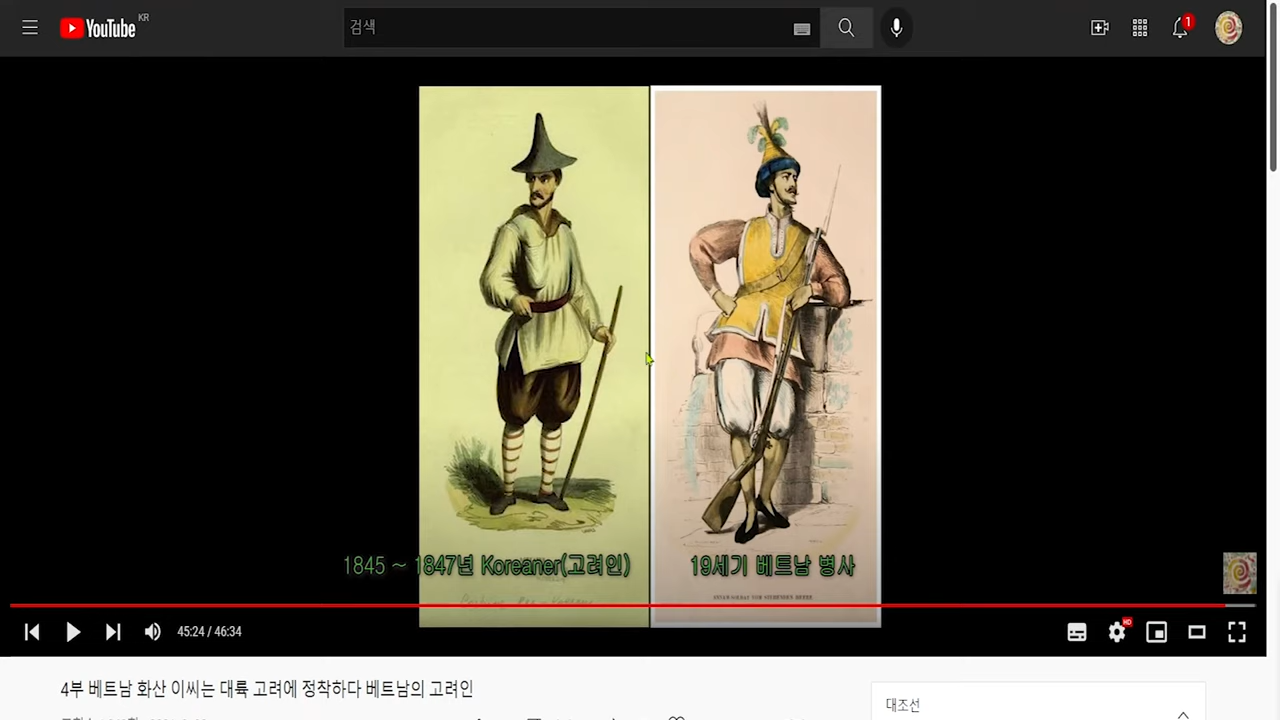 YouTube KR
검색
1
1845 ~ 1847년 Koreaner(고려인)
19세기 베트남 병사
45:24 / 46:34
HD
4부 베트남 화산 이씨는 대륙 고려에 정착하다 베트남의 고려인
대조선